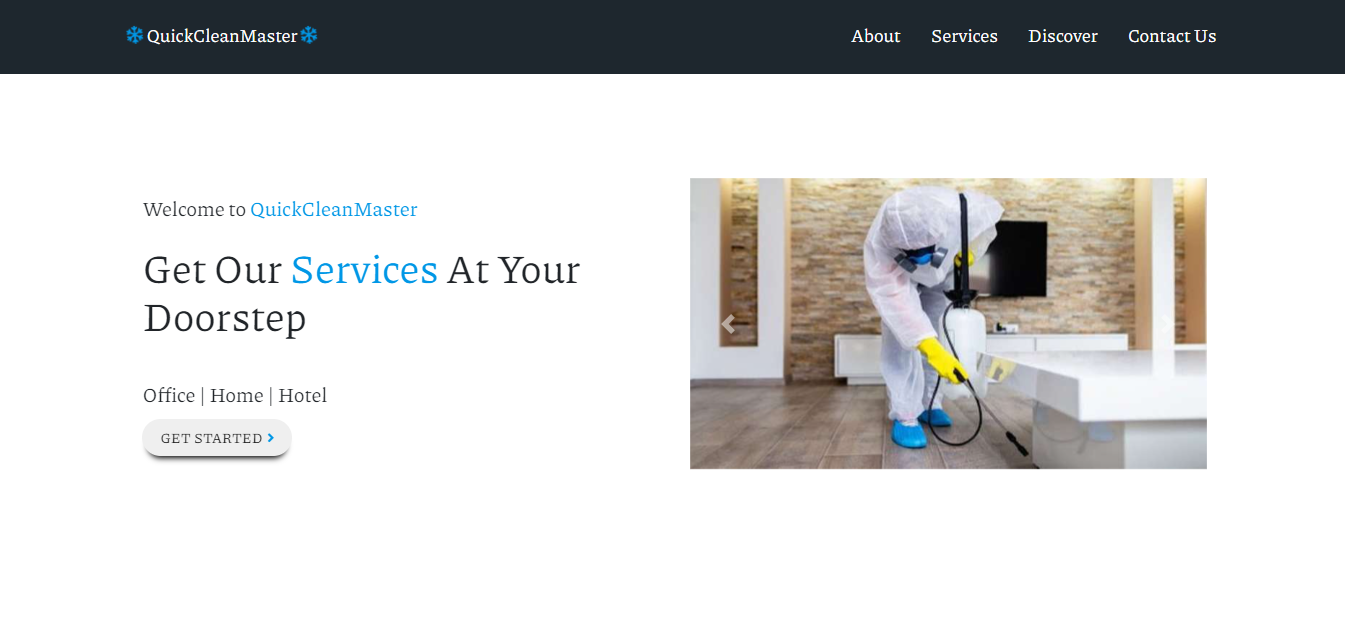 QuickCleanMaster
About Services Discover Contact Us
Welcome to QuickCleanMaster
Get Our Services At Your
Doorstep
Office | Home | Hotel
GET STARTED